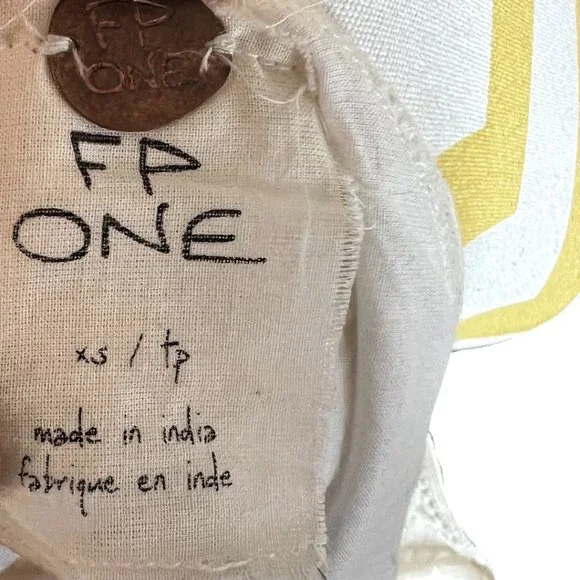 FP
ONE
FP
ONE
xs / tp
made in india
fabrique en inde